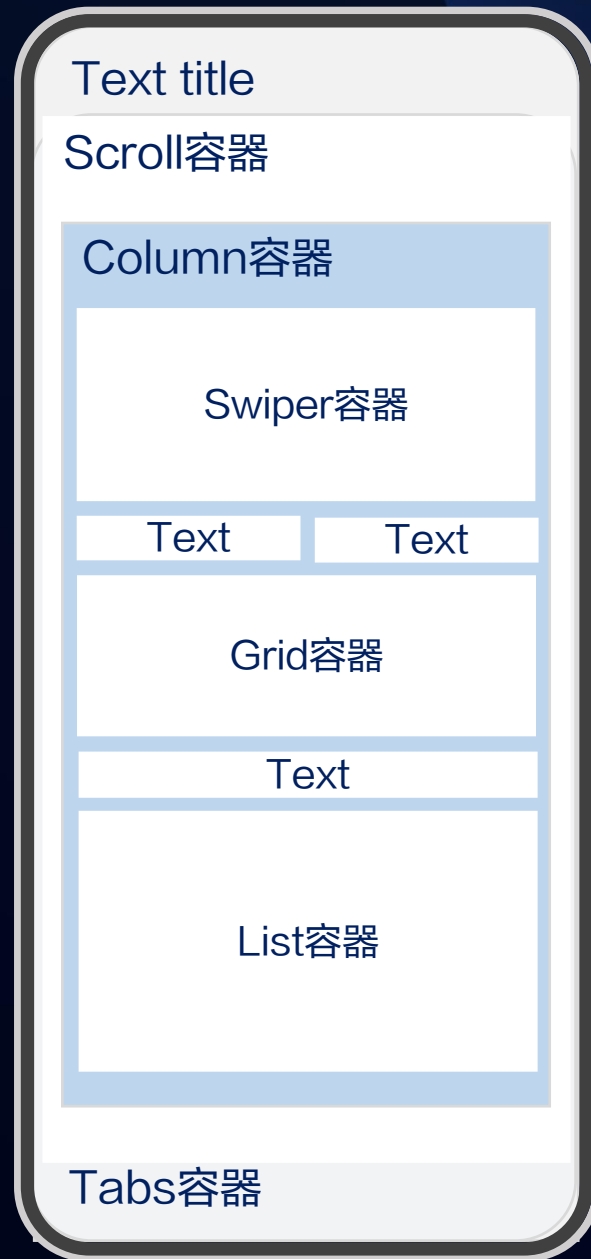 Text title
Scroll容器
Column容器
Swiper容器
Text Text
Grid容器
Text
List容器
Tabs容器